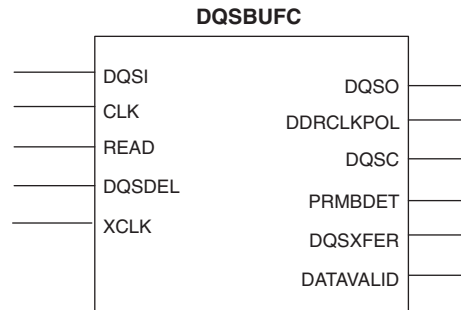 DQSBUFC
DQSI
CLK
READ
DQSDEL
XCLK
DQSO
DDRCLKPOL
DQSC
PRMBDET
DQSXFER
DATAVALID